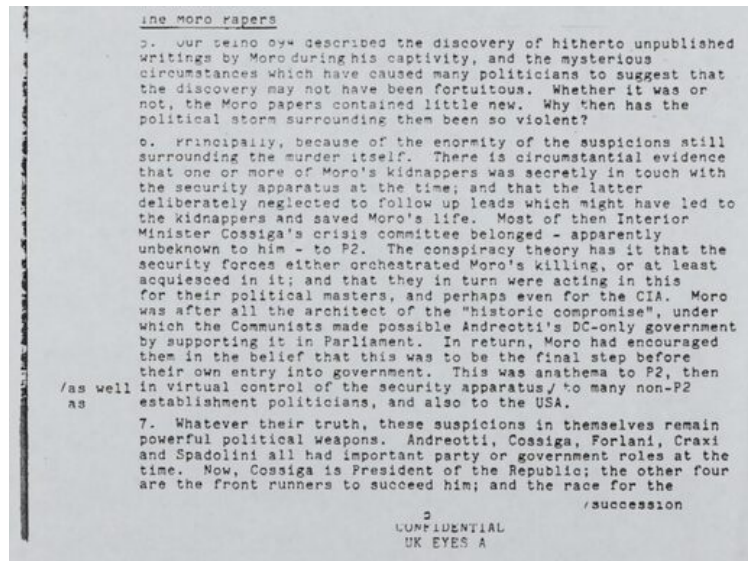 The Moro Papers
5. Our telno described the discovery of hitherto unpublished
writings by Moro during his captivity, and the mysterious
circumstances which have caused many politicians to suggest that
the discovery may not have been fortuitous. Whether it was or
not, the Moro papers contained little new. Why then has the
political storm surrounding them been so violent?
6. Principally, because of the enormity of the suspicions still
surrounding the murder itself. There is circumstantial evidence
that one or more of Moro's kidnappers was secretly in touch with
the security apparatus at the time; and that the latter
deliberately neglected to follow up leads which might have led to
the kidnappers and saved Moro's life. Most of then Interior
Minister Cossiga's crisis committee belonged - apparently
unbeknown to him - to P2. The conspiracy theory has it that the
security forces either orchestrated Moro's killing, or at least
acquiesced in it; and that they in turn were acting in this
for their political masters, and perhaps even for the CIA. Moro
was after all the architect of the "historic compromise", under
which the Communists made possible Andreotti's DC-only government
by supporting it in Parliament. In return, Moro had encouraged
them in the belief that this was to be the final step before
their own entry into government. This was anathema to P2, then
/as well in virtual control of the security apparatus/ to many non-P2
as establishment politicians, and also to the USA.
7. Whatever their truth, these suspicions in themselves remain
powerful political weapons. Andreotti, Cossiga, Forlani, Craxi
and Spadolini all had important party or government roles at the
time. Now, Cossiga is President of the Republic; the other four
are the front runners to succeed him; and the race for the
/succession
CONFIDENTIAL
UK EYES A